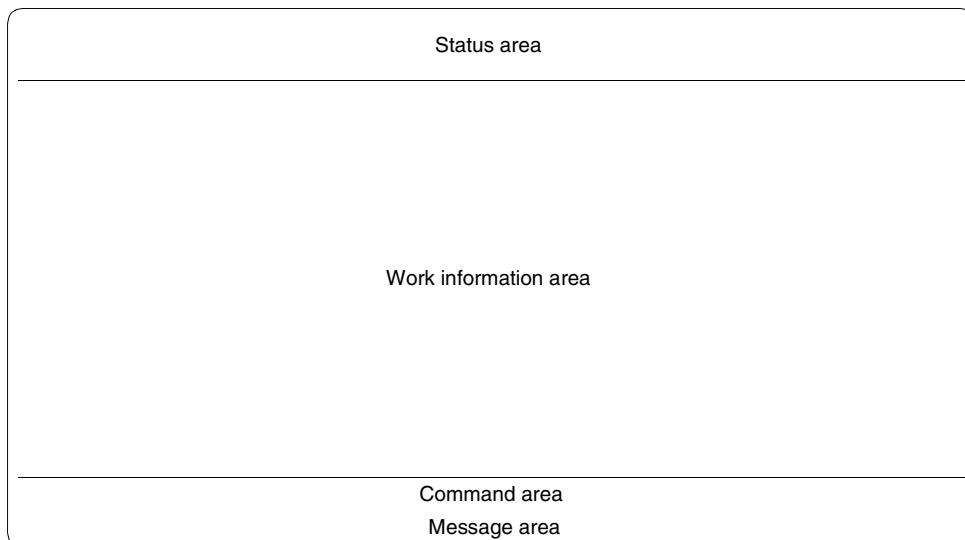 Status area
Work information area
Command area
Message area